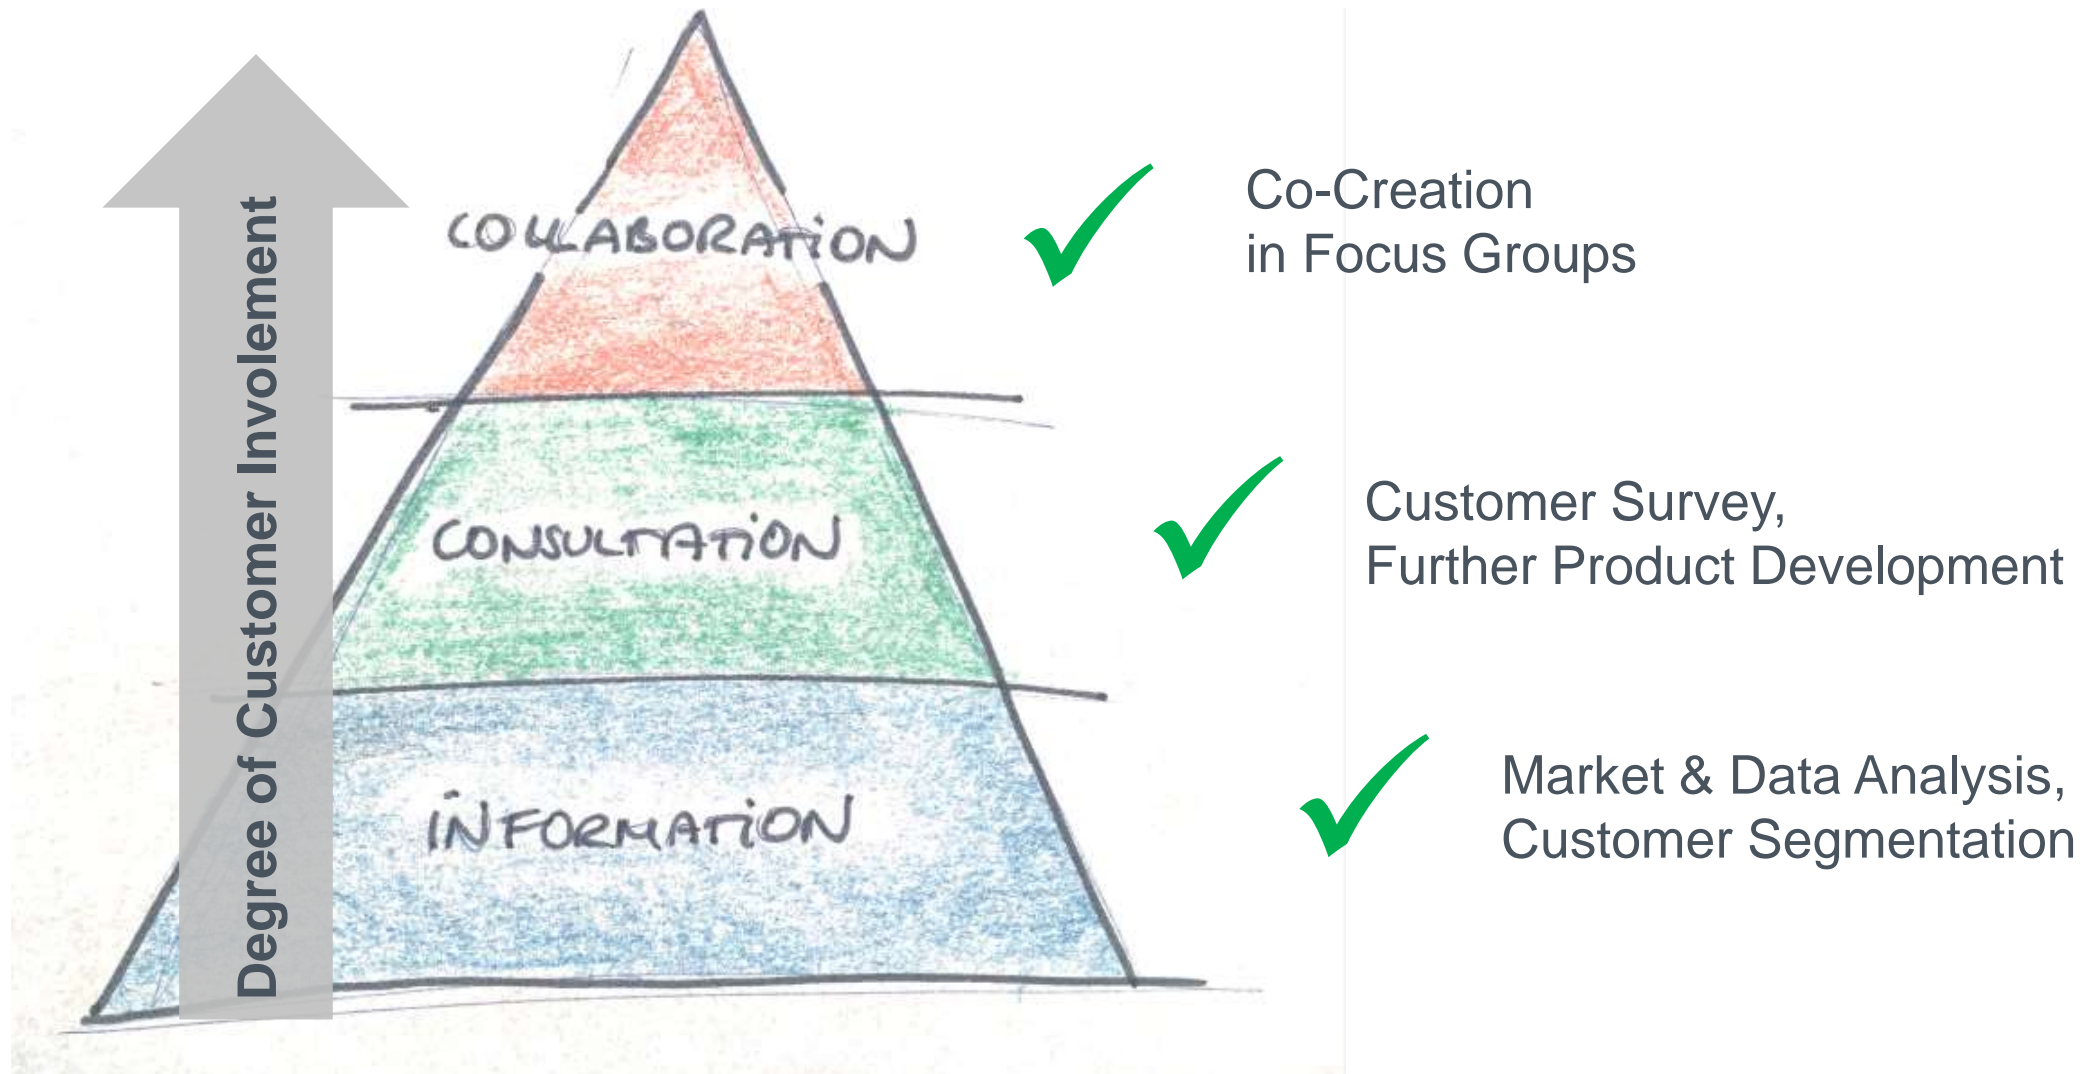 Degree of Customer Involement
COLLABORATION
Co-Creation
in Focus Groups
CONSULTATION
Customer Survey,
Further Product Development
INFORMATION
Market & Data Analysis,
Customer Segmentation